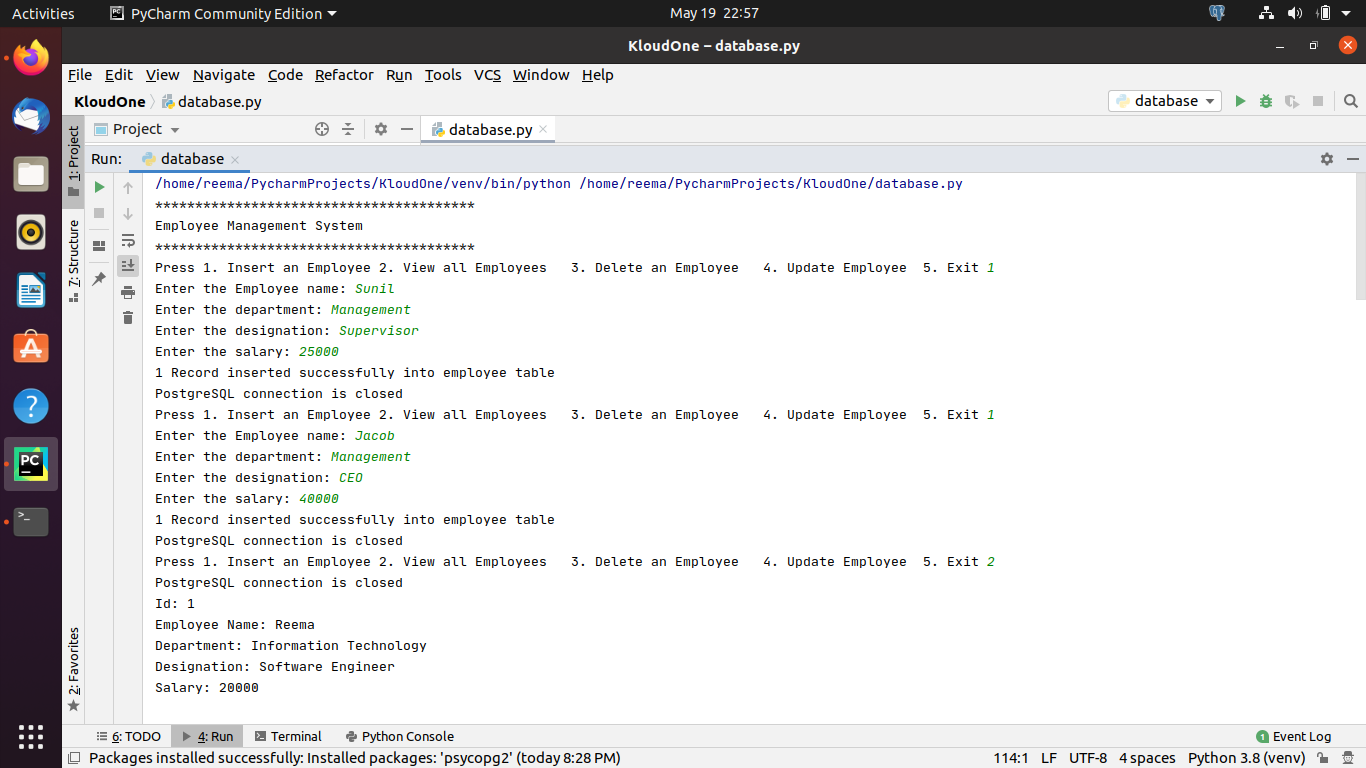 Activities PyCharm Community Edition May 19 22:57
KloudOne – database.py
File Edit View Navigate Code Refactor Run Tools VCS Window Help
KloudOne database.py database
1: Project
Project database.py
Run: database
7: Structure
2: Favorites
/home/reema/PycharmProjects/KloudOne/venv/bin/python /home/reema/PycharmProjects/KloudOne/database.py
****************************************
Employee Management System
****************************************
Press 1. Insert an Employee 2. View all Employees   3. Delete an Employee   4. Update Employee  5. Exit 1
Enter the Employee name: Sunil
Enter the department: Management
Enter the designation: Supervisor
Enter the salary: 25000
1 Record inserted successfully into employee table
PostgreSQL connection is closed
Press 1. Insert an Employee 2. View all Employees   3. Delete an Employee   4. Update Employee  5. Exit 1
Enter the Employee name: Jacob
Enter the department: Management
Enter the designation: CEO
Enter the salary: 40000
1 Record inserted successfully into employee table
PostgreSQL connection is closed
Press 1. Insert an Employee 2. View all Employees   3. Delete an Employee   4. Update Employee  5. Exit 2
PostgreSQL connection is closed
Id: 1
Employee Name: Reema
Department: Information Technology
Designation: Software Engineer
Salary: 20000
PC
6: TODO 4: Run Terminal Python Console 1 Event Log
Packages installed successfully: Installed packages: 'psycopg2' (today 8:28 PM) 114:1 LF UTF-8 4 spaces Python 3.8 (venv)